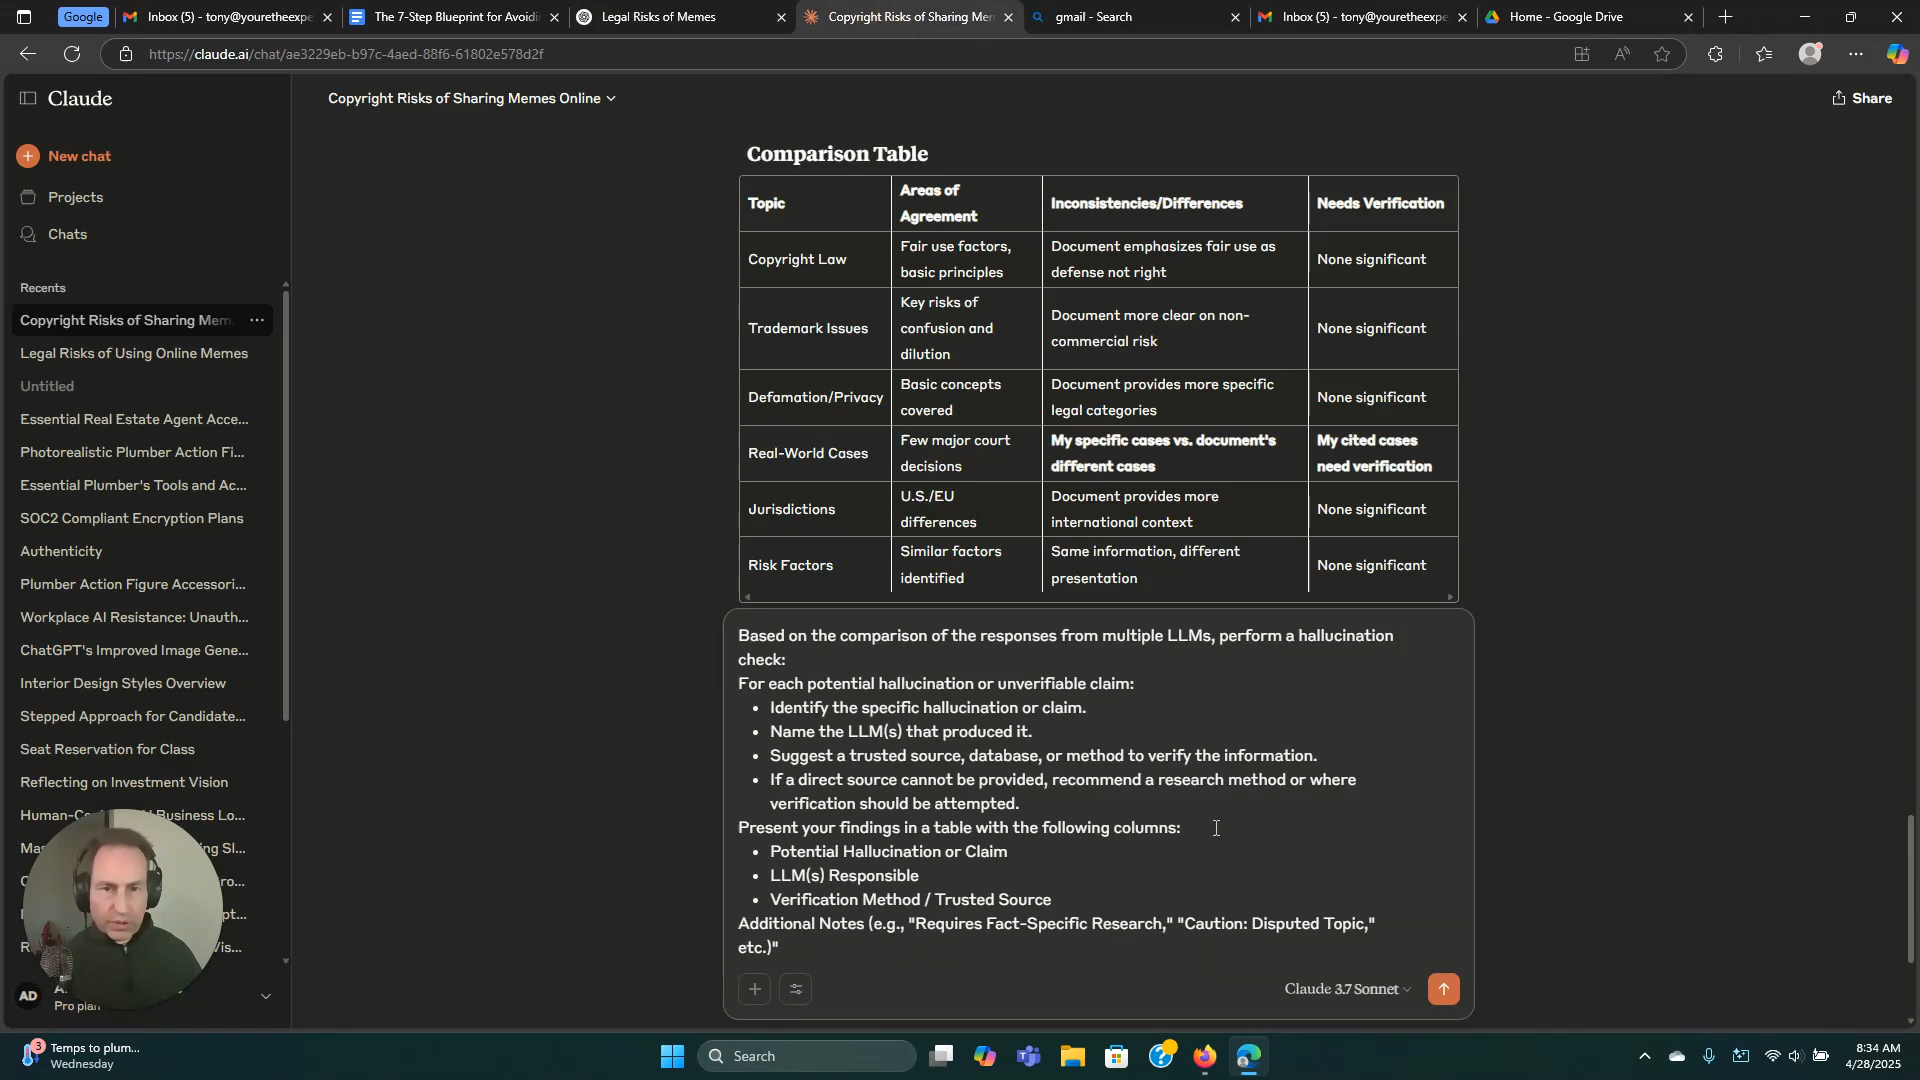 Google
Inbox (5) - tony@youretheexpe
The 7-Step Blueprint for Avoidi
Legal Risks of Memes
Copyright Risks of Sharing Mem
gmail - Search
Inbox (5) - tony@youretheexpe
Home - Google Drive
https://claude.ai/chat/ae3229eb-b97c-4aed-88f6-61802e578d2f
Claude
Copyright Risks of Sharing Memes Online
Share
New chat
Projects
Chats
Recents
Copyright Risks of Sharing Mem.
Legal Risks of Using Online Memes
Untitled
Essential Real Estate Agent Acce...
Photorealistic Plumber Action Fi...
Essential Plumber's Tools and Ac...
SOC2 Compliant Encryption Plans
Authenticity
Plumber Action Figure Accessori...
Workplace AI Resistance: Unauth...
ChatGPT's Improved Image Gene...
Interior Design Styles Overview
Stepped Approach for Candidate...
Seat Reservation for Class
Reflecting on Investment Vision
AD
Pro plan
Comparison Table
Topic
Areas of
Agreement
Inconsistencies/Differences
Needs Verification
Copyright Law
Fair use factors,
basic principles
Document emphasizes fair use as
defense not right
None significant
Trademark Issues
Key risks of
confusion and
dilution
Document more clear on non-
commercial risk
None significant
Defamation/Privacy
Basic concepts
covered
Document provides more specific
legal categories
None significant
Real-World Cases
Few major court
decisions
My specific cases vs. document's
different cases
My cited cases
need verification
Jurisdictions
U.S./EU
differences
Document provides more
international context
None significant
Risk Factors
Similar factors
identified
Same information, different
presentation
None significant
Based on the comparison of the responses from multiple LLMs, perform a hallucination
check:
For each potential hallucination or unverifiable claim:
• Identify the specific hallucination or claim.
• Name the LLM(s) that produced it.
• Suggest a trusted source, database, or method to verify the information.
• If a direct source cannot be provided, recommend a research method or where
verification should be attempted.
Present your findings in a table with the following columns:
• Potential Hallucination or Claim
• LLM(s) Responsible
• Verification Method / Trusted Source
Additional Notes (e.g., "Requires Fact-Specific Research," "Caution: Disputed Topic,"
etc.)"
Claude 3.7 Sonnet
3
Temps to plum...
Wednesday
Search
8:34 AM
4/28/2025